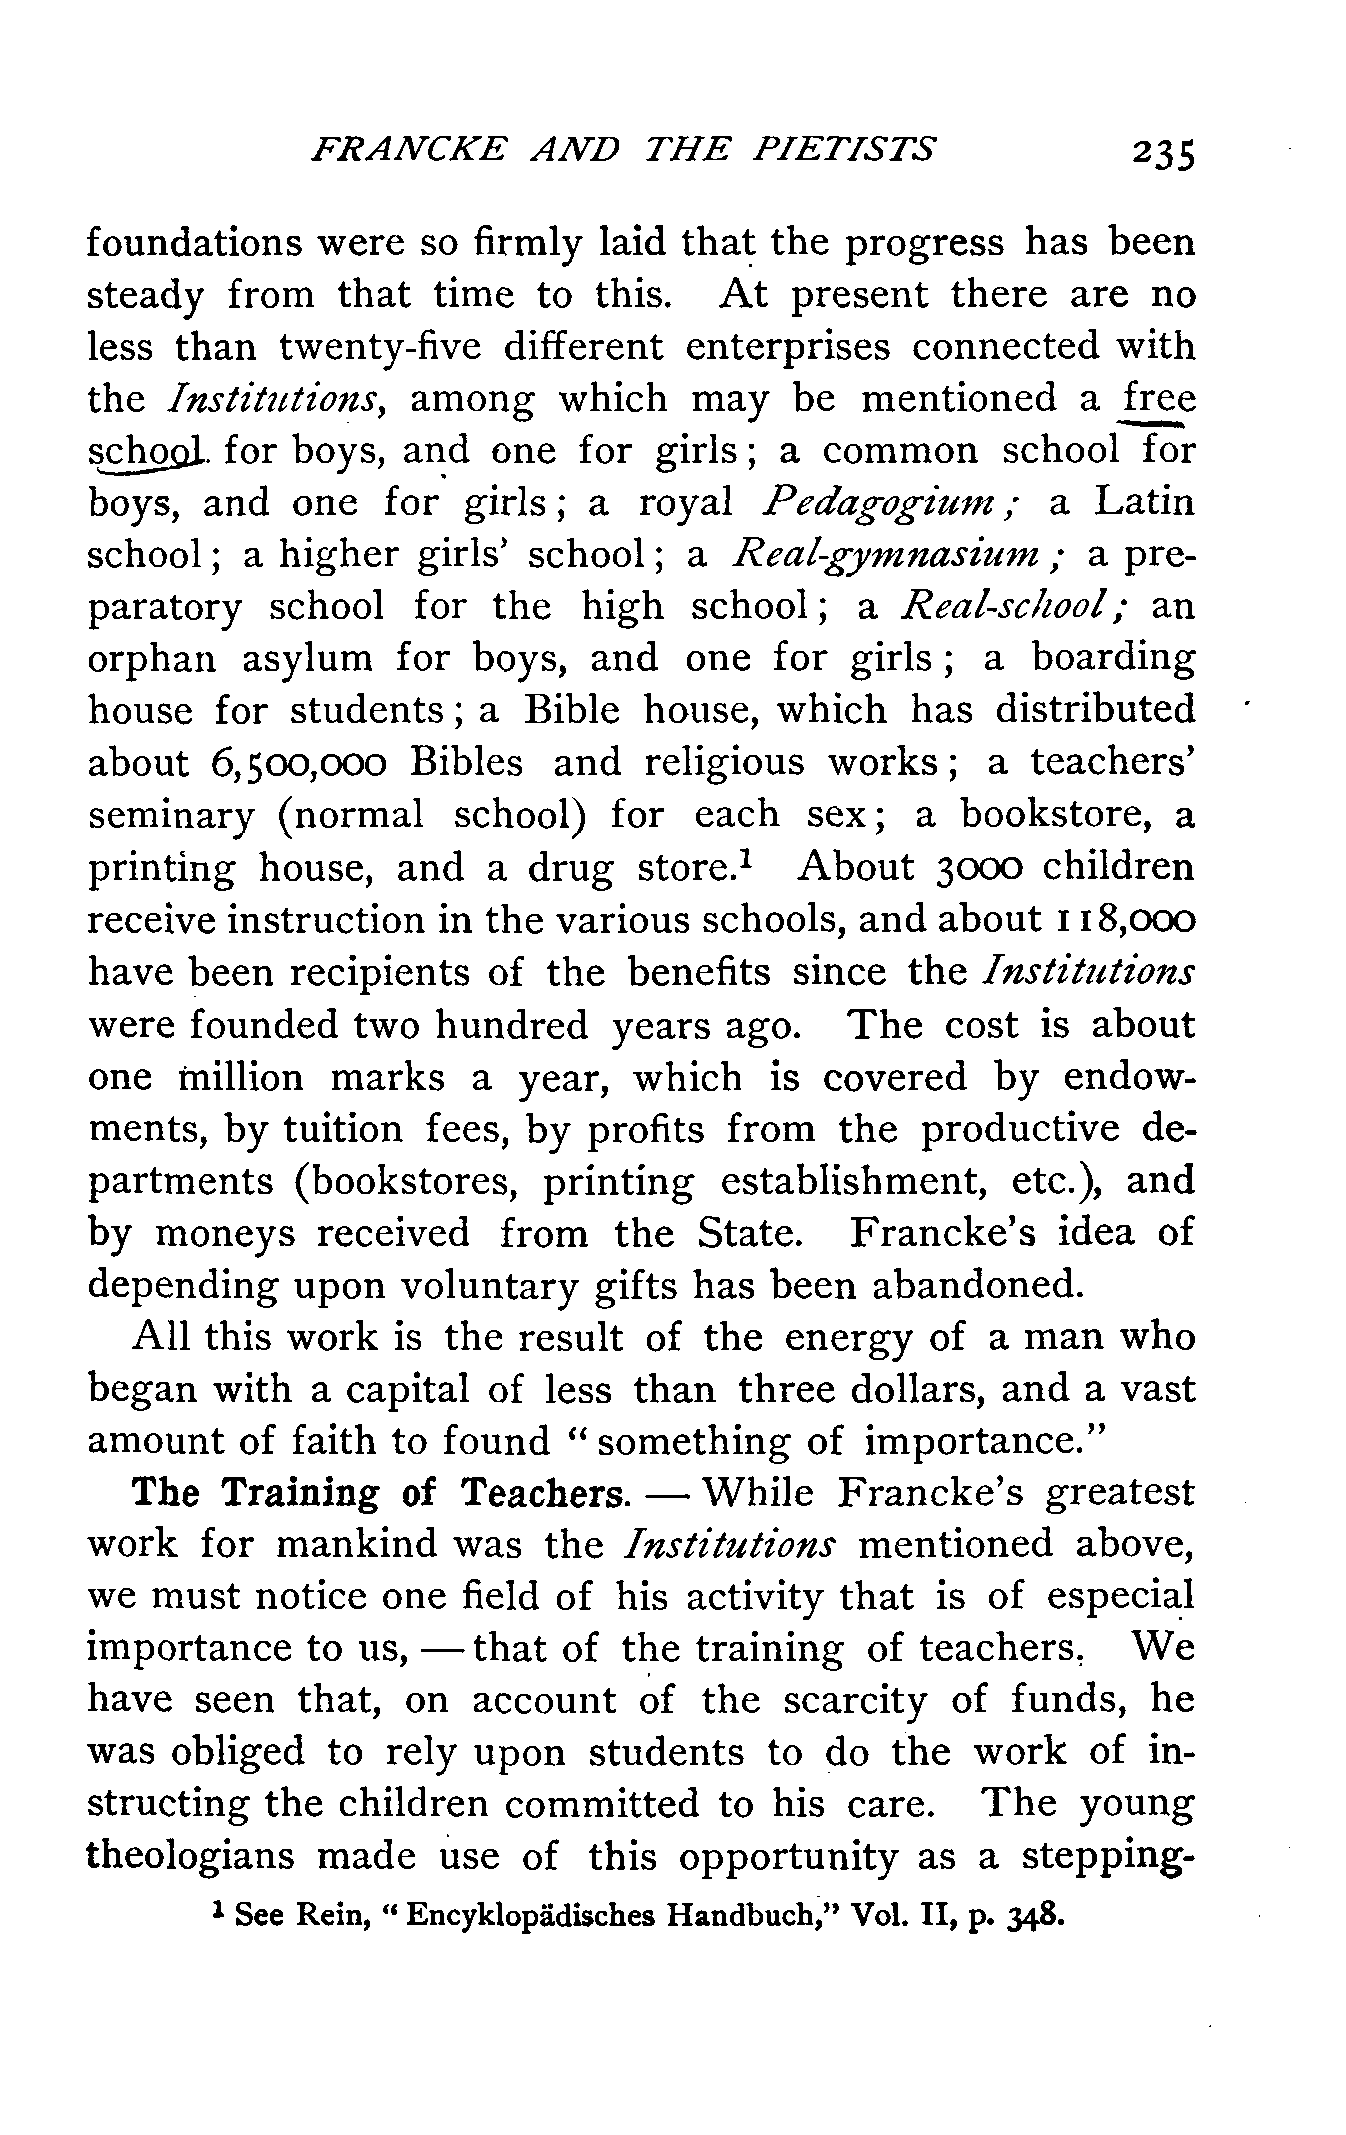 FRANCKE AND THE PIETISTS 235
foundations were so firmly laid that the progress has been
steady from that time to this. At present there are no
less than twenty-five different enterprises connected with
the Institutions, among which may be mentioned a free
school for boys, and one for girls; a common school for
boys, and one for girls; a royal Pedagogium; a Latin
school; a higher girls' school; a Real-gymnasium; a pre-
paratory school for the high school; a Real-school; an
orphan asylum for boys, and one for girls; a boarding
house for students; a Bible house, which has distributed
about 6,500,000 Bibles and religious works; a teachers'
seminary (normal school) for each sex; a bookstore, a
printing house, and a drug store.¹ About 3000 children
receive instruction in the various schools, and about 118,000
have been recipients of the benefits since the Institutions
were founded two hundred years ago. The cost is about
one million marks a year, which is covered by endow-
ments, by tuition fees, by profits from the productive de-
partments (bookstores, printing establishment, etc.), and
by moneys received from the State. Francke's idea of
depending upon voluntary gifts has been abandoned.
All this work is the result of the energy of a man who
began with a capital of less than three dollars, and a vast
amount of faith to found "something of importance."
The Training of Teachers. — While Francke's greatest
work for mankind was the Institutions mentioned above,
we must notice one field of his activity that is of especial
importance to us, — that of the training of teachers. We
have seen that, on account of the scarcity of funds, he
was obliged to rely upon students to do the work of in-
structing the children committed to his care. The young
theologians made use of this opportunity as a stepping-
¹ See Rein, "Encyklopädisches Handbuch," Vol. II, p. 348.